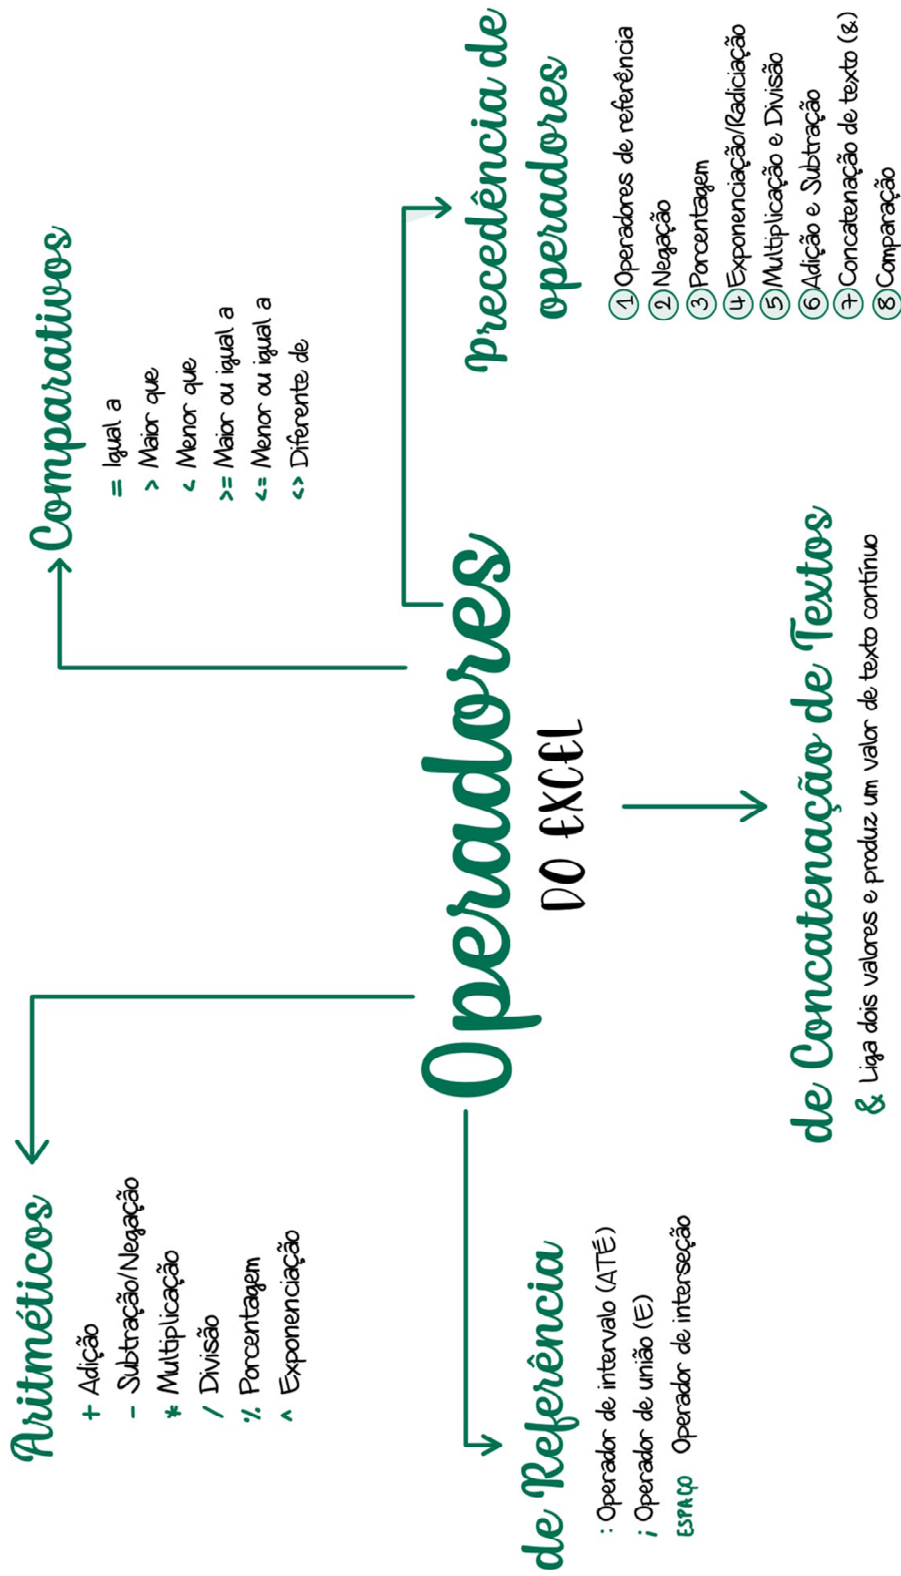 Aritméticos
+ Adição
- Subtração/Negação
* Multiplicação
/ Divisão
% Porcentagem
^ Exponenciação
Comparativos
= Igual a
> Maior que
< Menor que
>= Maior ou igual a
<= Menor ou igual a
<> Diferente de
Operadores
DO EXCEL
de Referência
: Operador de intervalo (ATÉ)
; Operador de união (E)
ESPAÇO Operador de interseção
de Concatenação de Textos
& Liga dois valores e produz um valor de texto contínuo
Precedência de
operadores
1 Operadores de referência
2 Negação
3 Porcentagem
4 Exponenciação/Radiciação
5 Multiplicação e Divisão
6 Adição e Subtração
7 Concatenação de texto (&)
8 Comparação